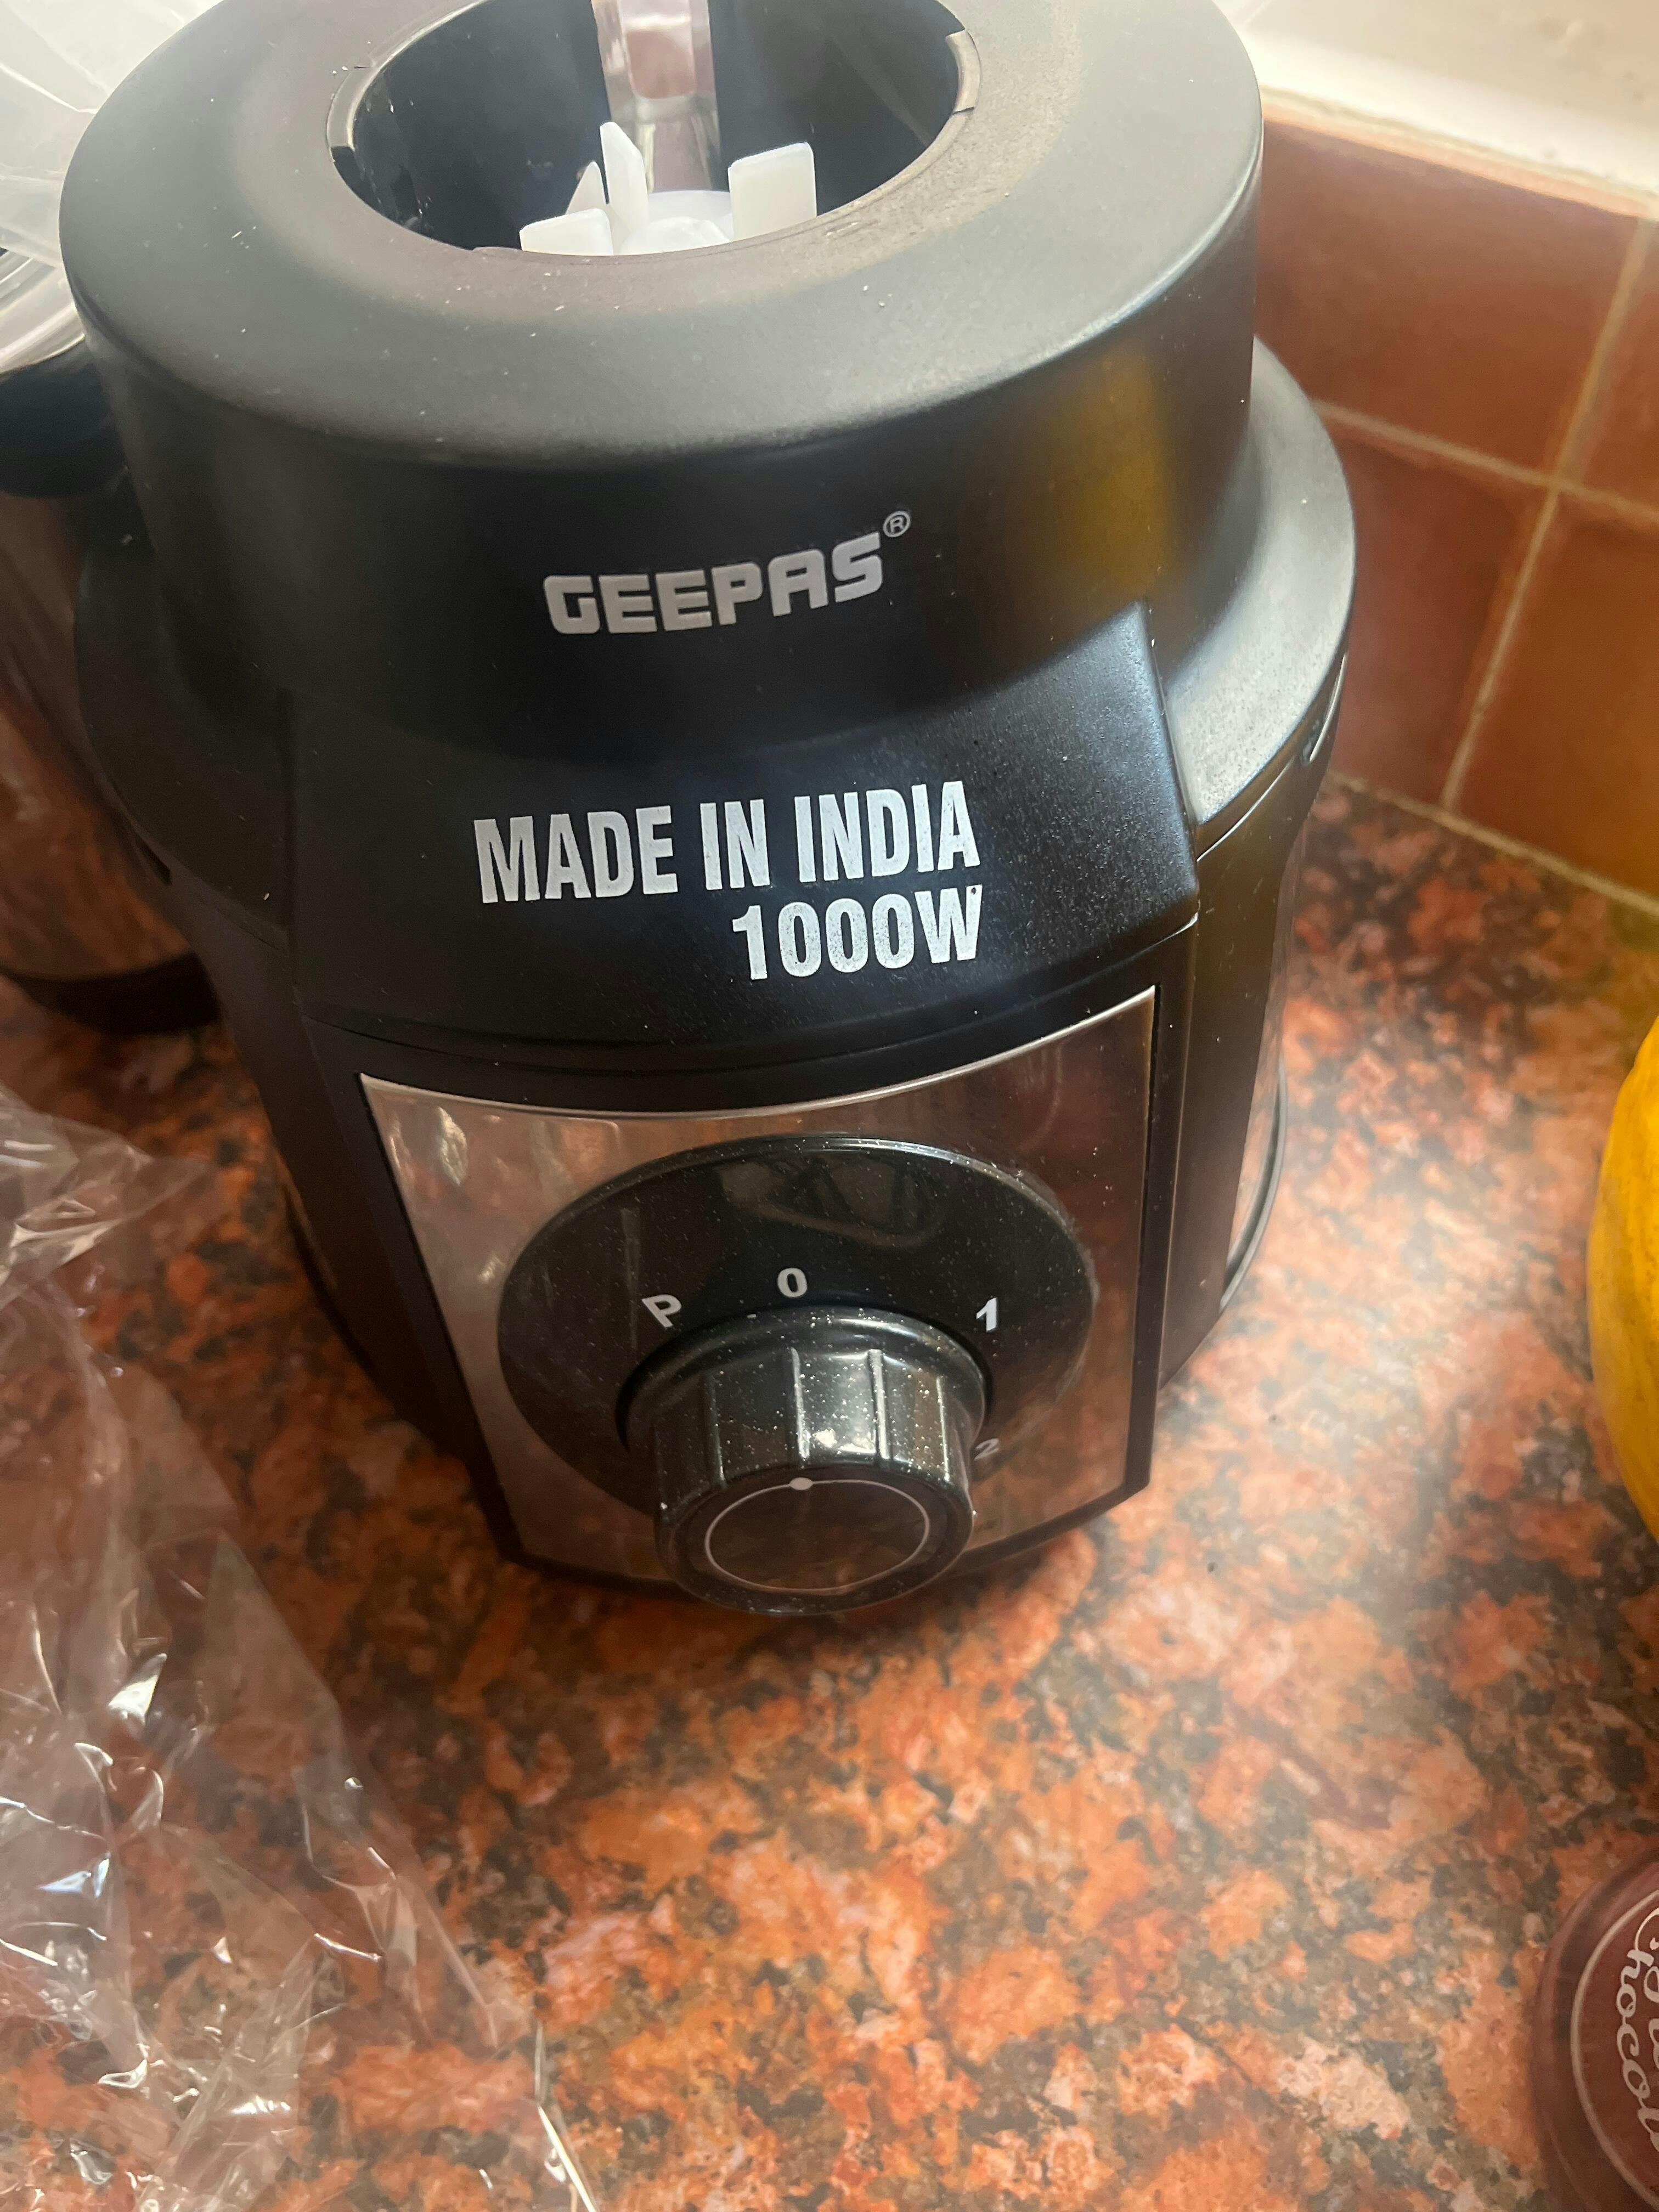 GEEPAS®
MADE IN INDIA
1000W
P 0 1
2